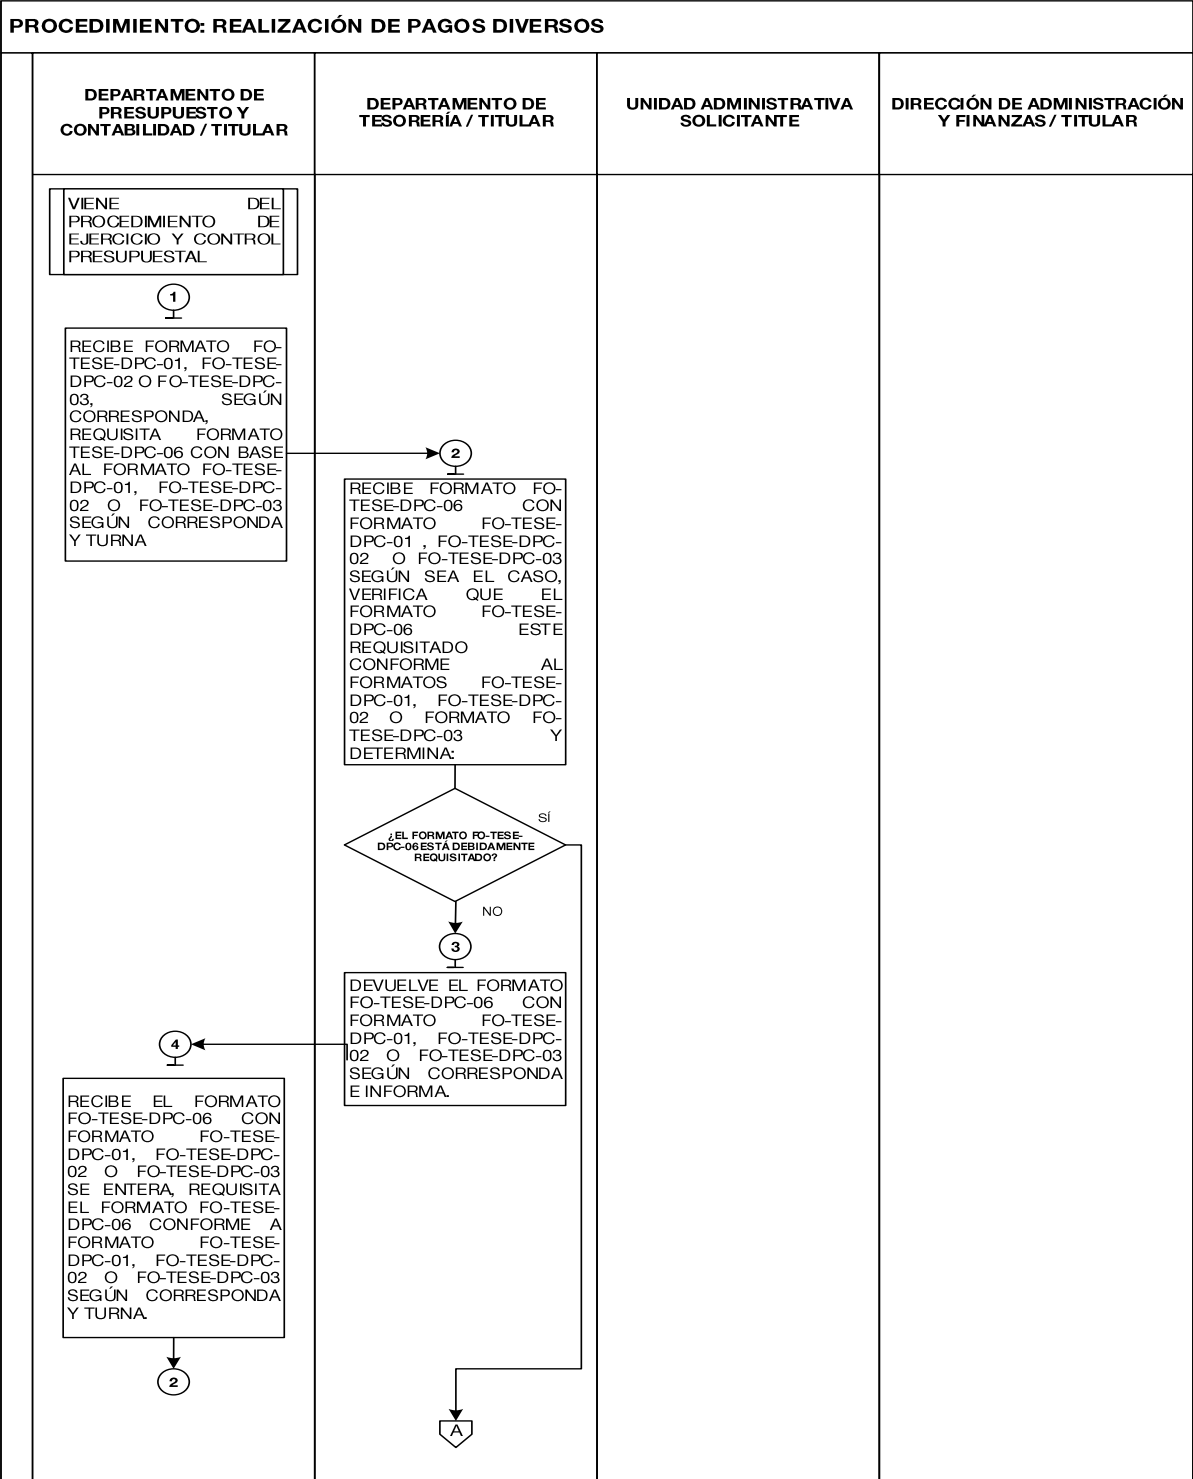 PROCEDIMIENTO: REALIZACIÓN DE PAGOS DIVERSOS
DEPARTAMENTO DE
PRESUPUESTO Y
CONTABILIDAD / TITULAR
DEPARTAMENTO DE
TESORERÍA / TITULAR
UNIDAD ADMINISTRATIVA
SOLICITANTE
DIRECCIÓN DE ADMINISTRACIÓN
Y FINANZAS / TITULAR
VIENE DEL
PROCEDIMIENTO DE
EJERCICIO Y CONTROL
PRESUPUESTAL
1
RECIBE FORMATO FO-
TESE-DPC-01, FO-TESE-
DPC-02 O FO-TESE-DPC-
03, SEGÚN
CORRESPONDA,
REQUISITA FORMATO
TESE-DPC-06 CON BASE
AL FORMATO FO-TESE-
DPC-01, FO-TESE-DPC-
02 O FO-TESE-DPC-03
SEGÚN CORRESPONDA
Y TURNA
2
RECIBE FORMATO FO-
TESE-DPC-06 CON
FORMATO FO-TESE-
DPC-01 , FO-TESE-DPC-
02 O FO-TESE-DPC-03
SEGÚN SEA EL CASO,
VERIFICA QUE EL
FORMATO FO-TESE-
DPC-06 ESTE
REQUISITADO
CONFORME AL
FORMATOS FO-TESE-
DPC-01, FO-TESE-DPC-
02 O FORMATO FO-
TESE-DPC-03 Y
DETERMINA:
¿EL FORMATO FO-TESE-
DPC-06 ESTÁ DEBIDAMENTE
REQUISITADO?
SÍ
NO
3
DEVUELVE EL FORMATO
FO-TESE-DPC-06 CON
FORMATO FO-TESE-
DPC-01, FO-TESE-DPC-
02 O FO-TESE-DPC-03
SEGÚN CORRESPONDA
E INFORMA.
4
RECIBE EL FORMATO
FO-TESE-DPC-06 CON
FORMATO FO-TESE-
DPC-01, FO-TESE-DPC-
02 O FO-TESE-DPC-03
SE ENTERA, REQUISITA
EL FORMATO FO-TESE-
DPC-06 CONFORME A
FORMATO FO-TESE-
DPC-01, FO-TESE-DPC-
02 O FO-TESE-DPC-03
SEGÚN CORRESPONDA
Y TURNA.
2
A